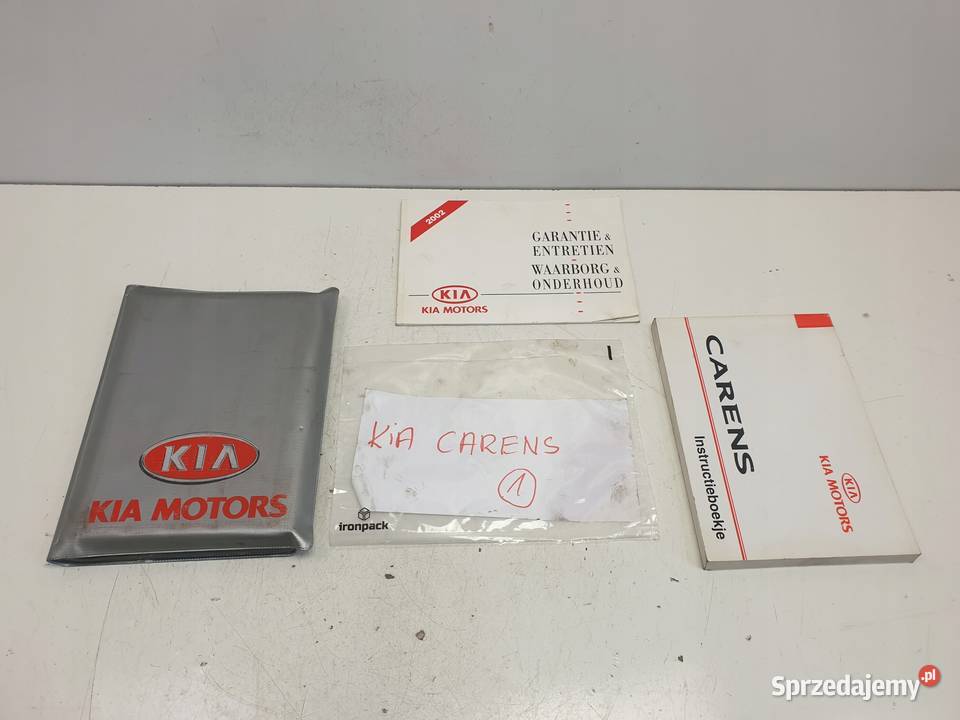 2002
GARANTIE &
ENTRETIEN
WAARBORG &
ONDERHOUD
KIA
KIA MOTORS
KIA
KIA MOTORS
KiA CARENS
1
ironpack
CARENS
Instructieboekje
KIA
KIA MOTORS
Sprzedajemy.pl